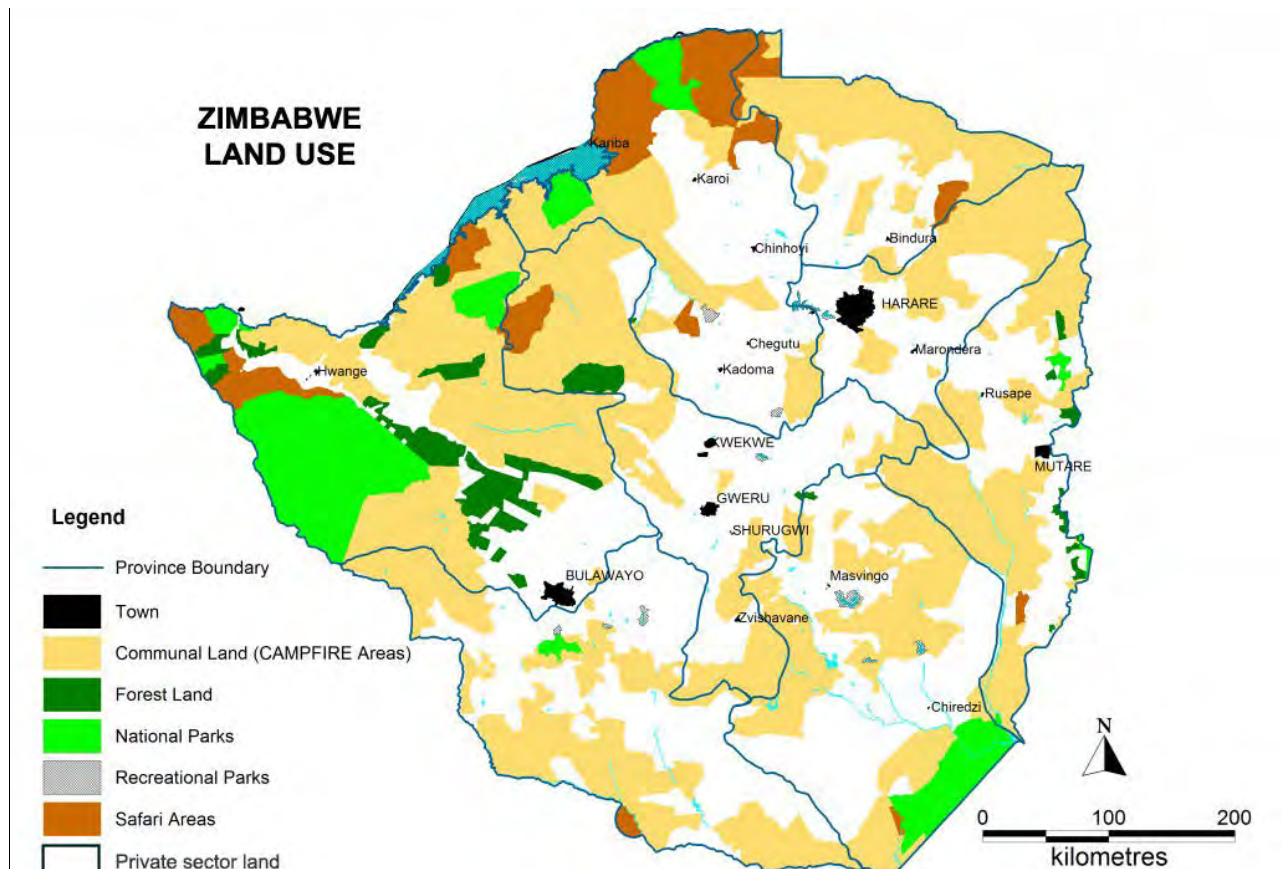 ZIMBABWE
LAND USE
Kariba
Karoi
Chinhoyi
Bindura
HARARE
Chegutu
Marondera
Kadoma
Hwange
Rusape
KWEKWE
MUTARE
GWERU
SHURUGWI
BULAWAYO
Masvingo
Zvishavane
Chiredzi
Legend
Province Boundary
Town
Communal Land (CAMPFIRE Areas)
Forest Land
National Parks
Recreational Parks
Safari Areas
Private sector land
N
0 100 200
kilometres